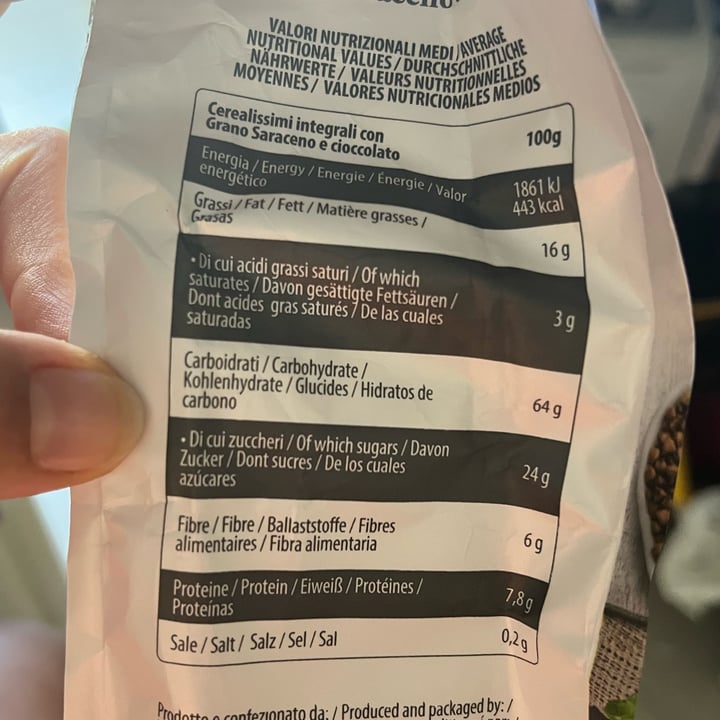 VALORI NUTRIZIONALI MEDI / AVERAGE
NUTRITIONAL VALUES / DURCHSCHNITTLICHE
NÄHRWERTE / VALEURS NUTRITIONNELLES
MOYENNES / VALORES NUTRICIONALES MEDIOS
Cerealissimi integrali con
Grano Saraceno e cioccolato
100g
Energia / Energy / Energie / Énergie / Valor
energético
1861 kJ
443 kcal
Grassi / Fat / Fett / Matière grasses /
Grasas
16 g
• Di cui acidi grassi saturi / Of which
saturates / Davon gesättigte Fettsäuren /
Dont acides gras saturés / De las cuales
saturadas
3 g
Carboidrati / Carbohydrate /
Kohlenhydrate / Glucides / Hidratos de
carbono
64 g
• Di cui zuccheri / Of which sugars / Davon
Zucker / Dont sucres / De los cuales
azúcares
24 g
Fibre / Fibre / Ballaststoffe / Fibres
alimentaires / Fibra alimentaria
6 g
Proteine / Protein / Eiweiß / Protéines /
Proteínas
7,8 g
Sale / Salt / Salz / Sel / Sal
0,2 g
Prodotto e confezionato da: / Produced and packaged by: /